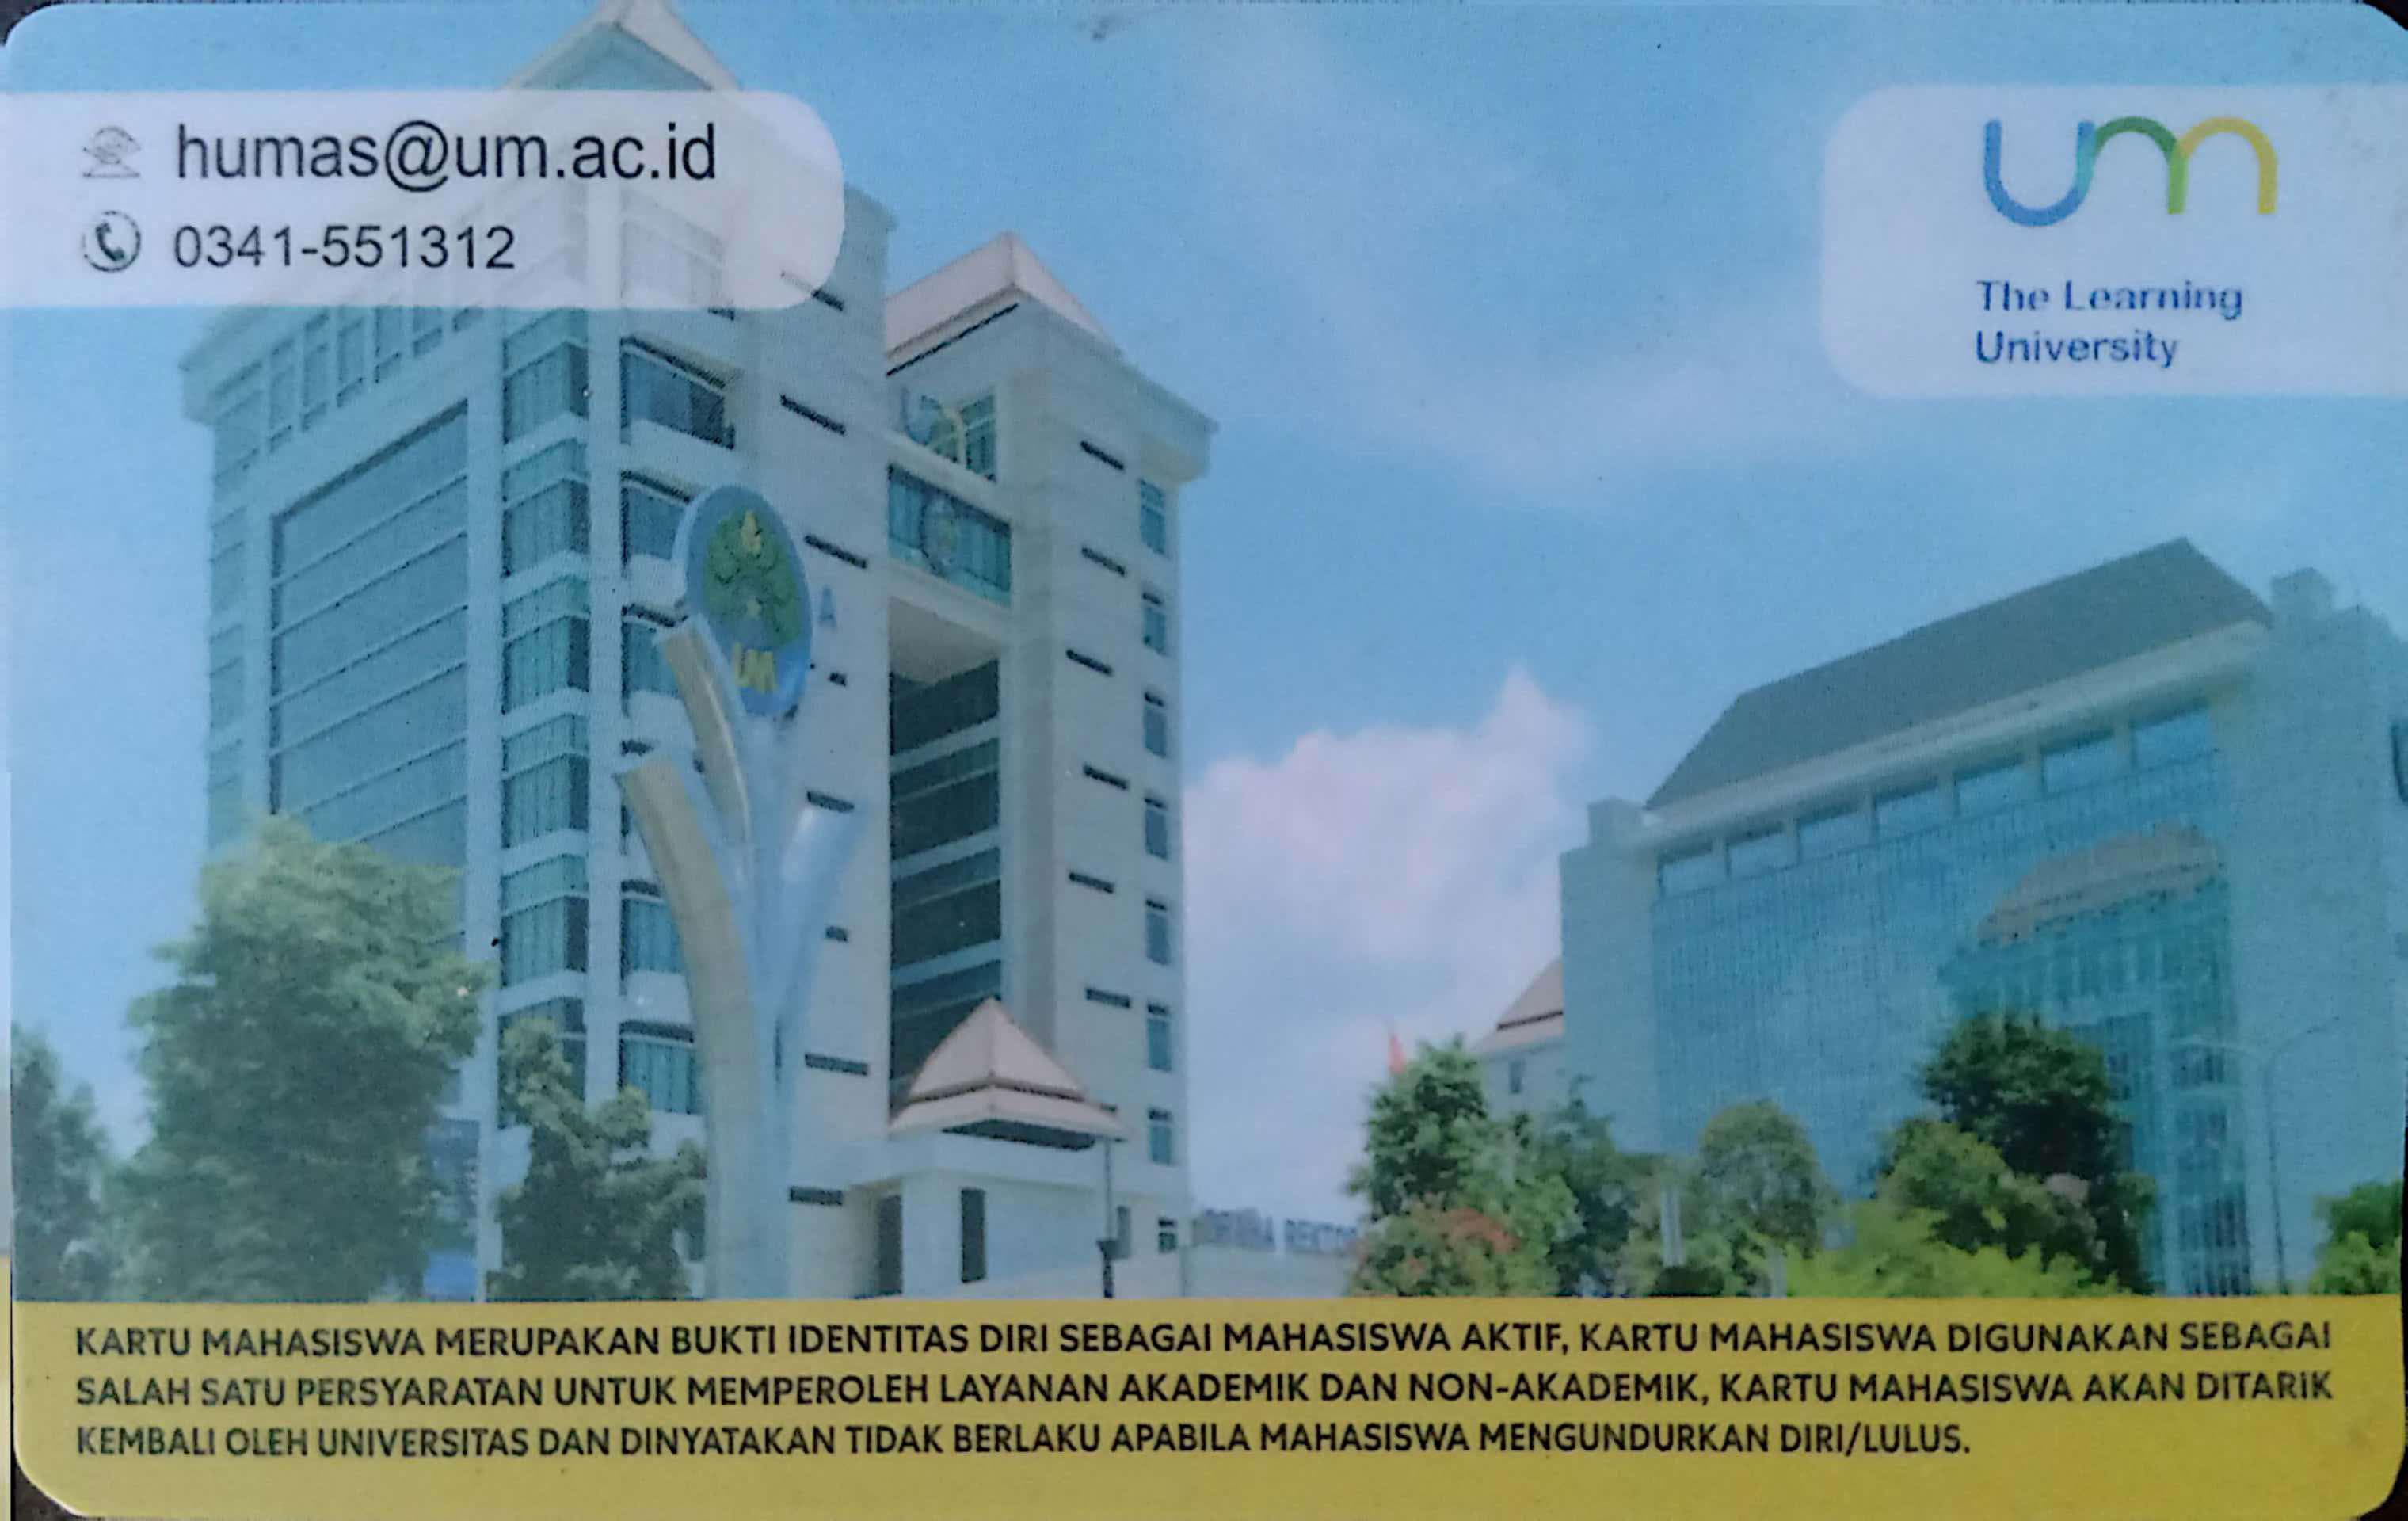 humas@um.ac.id
0341-551312
um
The Learning
University
UM
KARTU MAHASISWA MERUPAKAN BUKTI IDENTITAS DIRI SEBAGAI MAHASISWA AKTIF, KARTU MAHASISWA DIGUNAKAN SEBAGAI
SALAH SATU PERSYARATAN UNTUK MEMPEROLEH LAYANAN AKADEMIK DAN NON-AKADEMIK, KARTU MAHASISWA AKAN DITARIK
KEMBALI OLEH UNIVERSITAS DAN DINYATAKAN TIDAK BERLAKU APABILA MAHASISWA MENGUNDURKAN DIRI/LULUS.